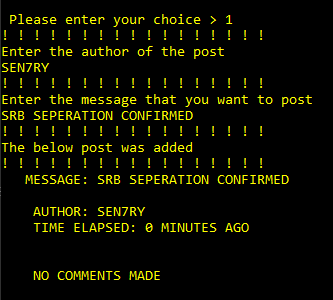 Please enter your choice > 1
! ! ! ! ! ! ! ! ! ! ! ! ! ! ! ! !
Enter the author of the post
SEN7RY
! ! ! ! ! ! ! ! ! ! ! ! ! ! ! ! !
Enter the message that you want to post
SRB SEPERATION CONFIRMED
! ! ! ! ! ! ! ! ! ! ! ! ! ! ! ! !
The below post was added
! ! ! ! ! ! ! ! ! ! ! ! ! ! ! ! !
MESSAGE: SRB SEPERATION CONFIRMED
AUTHOR: SEN7RY
TIME ELAPSED: 0 MINUTES AGO
NO COMMENTS MADE